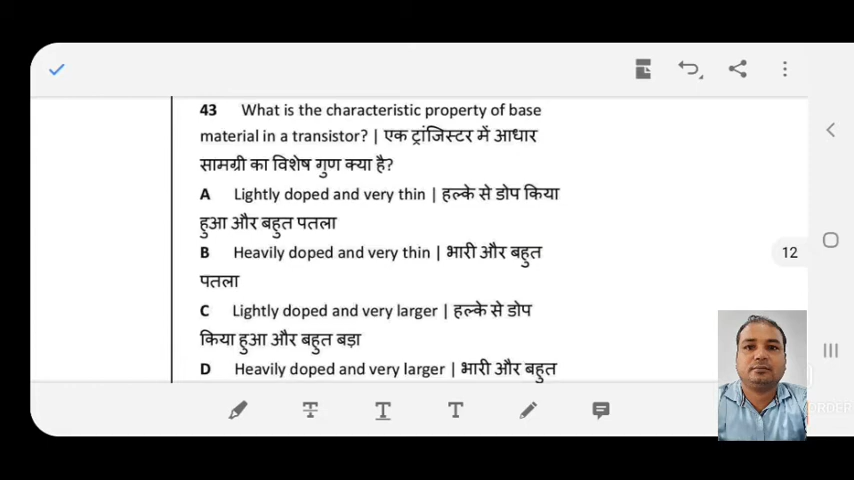 43 What is the characteristic property of base
material in a transistor? | एक ट्रांजिस्टर में आधार
सामग्री का विशेष गुण क्या है?
A Lightly doped and very thin | हल्के से डोप किया
हुआ और बहुत पतला
B Heavily doped and very thin | भारी और बहुत
पतला
C Lightly doped and very larger | हल्के से डोप
किया हुआ और बहुत बड़ा
D Heavily doped and very larger | भारी और बहुत
12
T T T